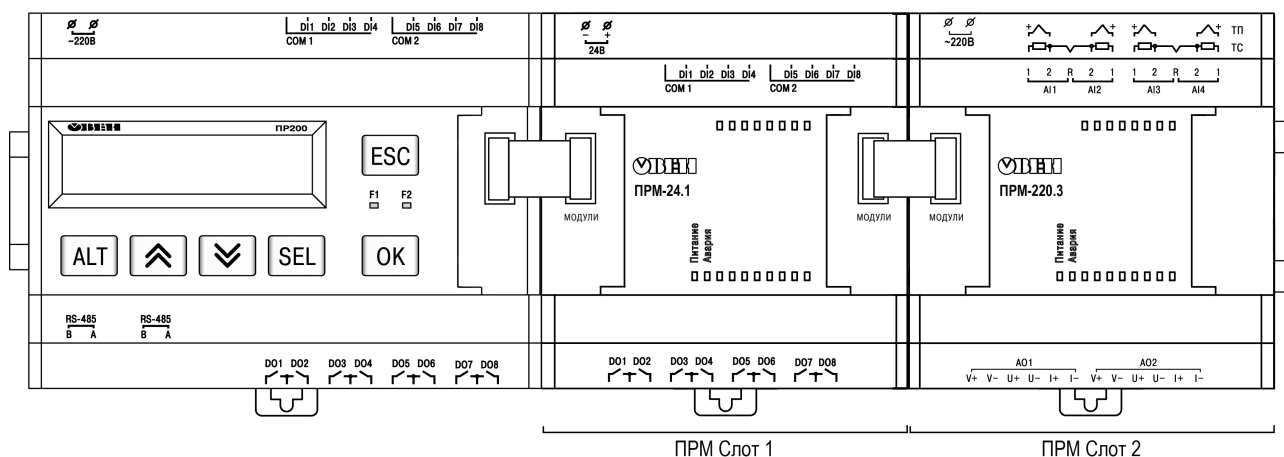 ~220В
DI1 DI2 DI3 DI4
COM 1
DI5 DI6 DI7 DI8
COM 2
ОВЕН
ПР200
ESC
F1 F2
ALT
SEL
OK
RS-485
B A
RS-485
B A
DO1 DO2 DO3 DO4 DO5 DO6 DO7 DO8
- +
24В
DI1 DI2 DI3 DI4
COM 1
DI5 DI6 DI7 DI8
COM 2
МОДУЛИ
ОВЕН
ПРМ-24.1
Питание
Авария
МОДУЛИ
DO1 DO2 DO3 DO4 DO5 DO6 DO7 DO8
ПРМ Слот 1
~220В
+ + + +
ТП
ТС
1 2 R 2 1 1 2 R 2 1
AI1 AI2 AI3 AI4
МОДУЛИ
ОВЕН
ПРМ-220.3
Питание
Авария
AO1 AO2
V+ V- U+ U- I+ I- V+ V- U+ U- I+ I-
ПРМ Слот 2